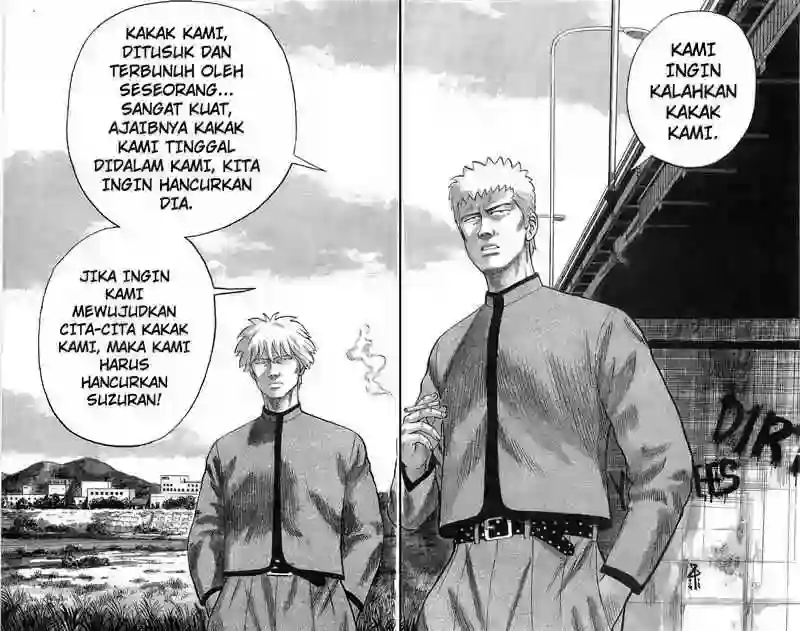 KAMI
INGIN
KALAHKAN
KAKAK
KAMI.
KAKAK KAMI,
DITUSUK DAN
TERBUNUH OLEH
SESEORANG...
SANGAT KUAT,
AJAIBNYA KAKAK
KAMI TINGGAL
DIDALAM KAMI, KITA
INGIN HANCURKAN
DIA.
JIKA INGIN
KAMI
MEWUJUDKAN
CITA-CITA KAKAK
KAMI, MAKA KAMI
HARUS
HANCURKAN
SUZURAN!
DIR